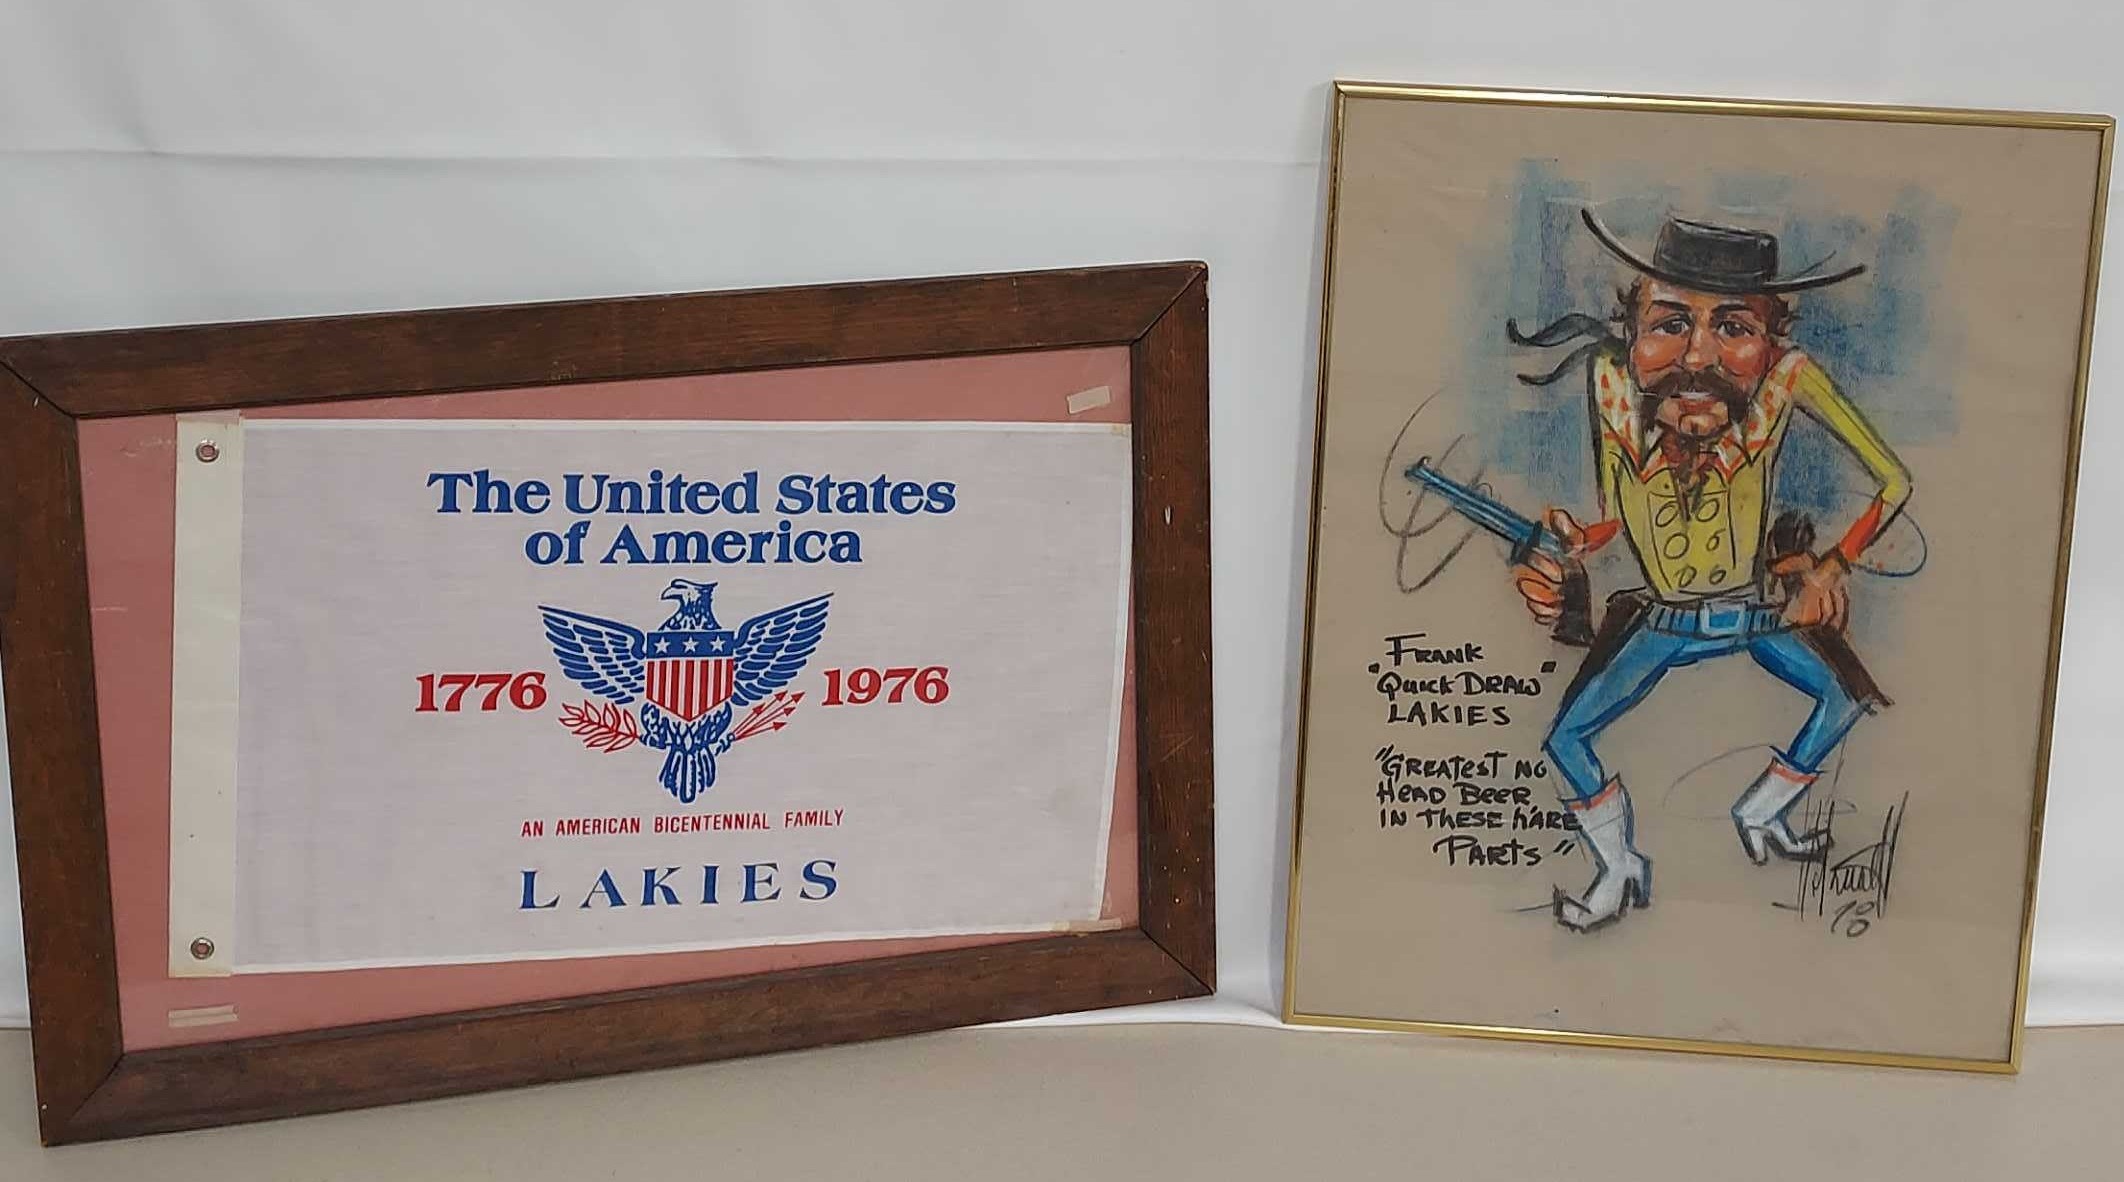 The United States
of America
1776 1976
AN AMERICAN BICENTENNIAL FAMILY
LAKIES
FRANK
"QUICK DRAW"
LAKIES
"GREATEST NO
HEAD BEER
IN THESE HARE
PARTS"
78